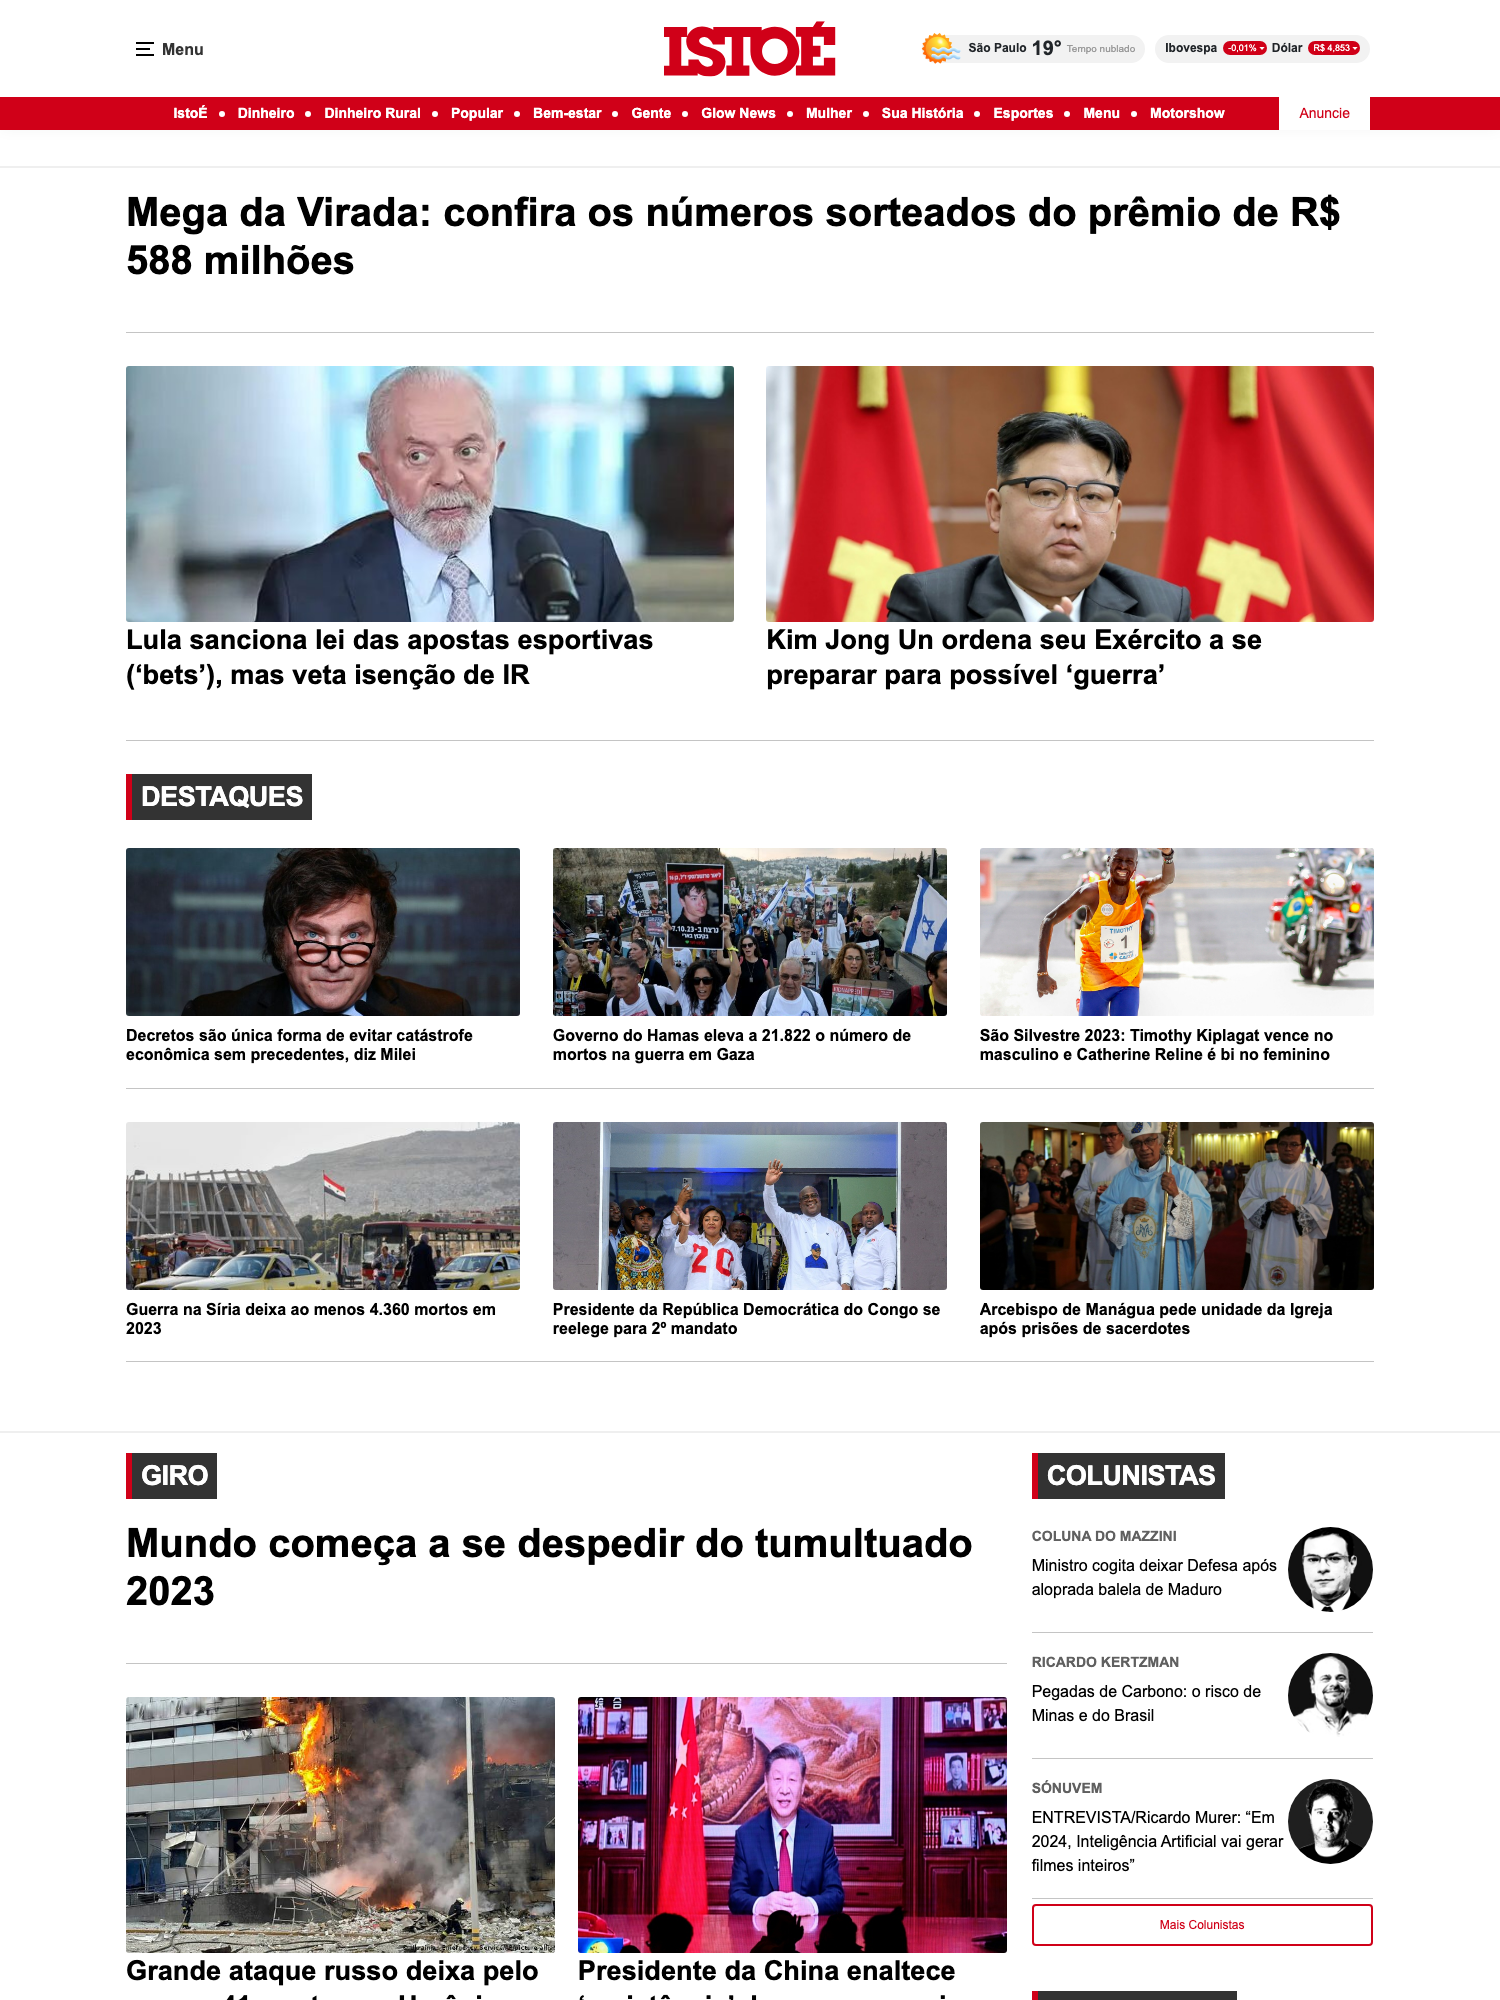 Menu
ISTOÉ
São Paulo 19° Tempo nublado
Ibovespa -0,01% Dólar R$ 4,853
IstoÉ • Dinheiro • Dinheiro Rural • Popular • Bem-estar • Gente • Glow News • Mulher • Sua História • Esportes • Menu • Motorshow
Anuncie
Mega da Virada: confira os números sorteados do prêmio de R$
588 milhões
Lula sanciona lei das apostas esportivas
(‘bets’), mas veta isenção de IR
Kim Jong Un ordena seu Exército a se
preparar para possível ‘guerra’
DESTAQUES
TIMOTHY
1
Decretos são única forma de evitar catástrofe
econômica sem precedentes, diz Milei
Governo do Hamas eleva a 21.822 o número de
mortos na guerra em Gaza
São Silvestre 2023: Timothy Kiplagat vence no
masculino e Catherine Reline é bi no feminino
20
Guerra na Síria deixa ao menos 4.360 mortos em
2023
Presidente da República Democrática do Congo se
reelege para 2º mandato
Arcebispo de Manágua pede unidade da Igreja
após prisões de sacerdotes
GIRO
Mundo começa a se despedir do tumultuado
2023
Grande ataque russo deixa pelo
Presidente da China enaltece
COLUNISTAS
COLUNA DO MAZZINI
Ministro cogita deixar Defesa após
aloprada balela de Maduro
RICARDO KERTZMAN
Pegadas de Carbono: o risco de
Minas e do Brasil
SÓNUVEM
ENTREVISTA/Ricardo Murer: “Em
2024, Inteligência Artificial vai gerar
filmes inteiros”
Mais Colunistas